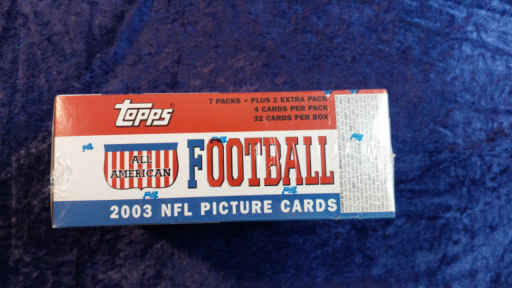 Topps
7 PACKS • PLUS 1 EXTRA PACK
4 CARDS PER PACK
32 CARDS PER BOX
ALL
AMERICAN
FOOTBALL
2003 NFL PICTURE CARDS